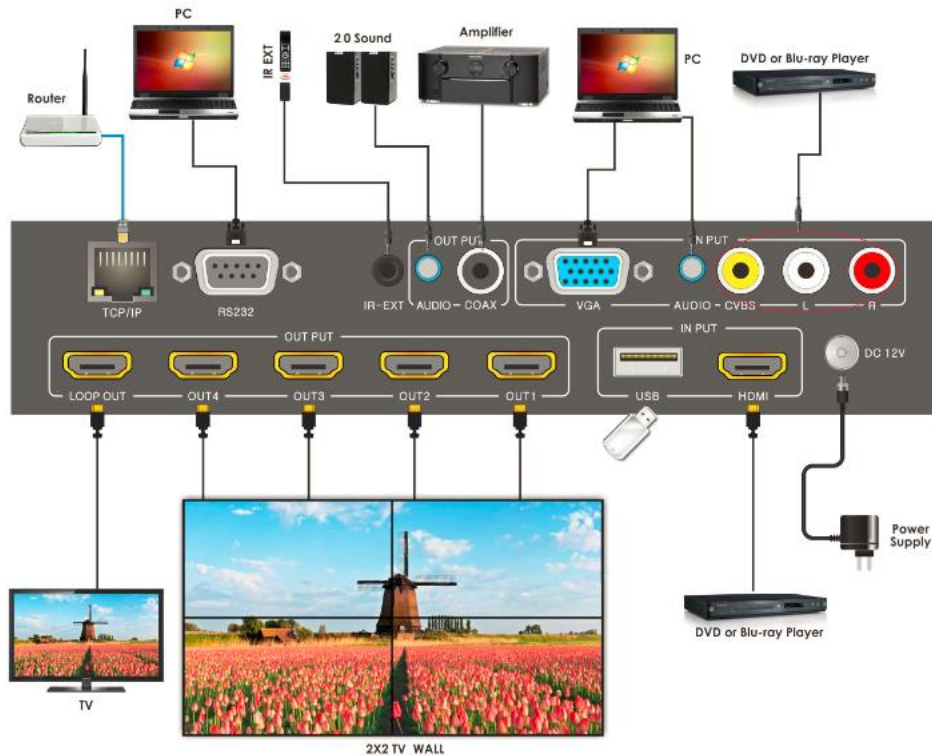 PC
IR EXT
2.0 Sound
Amplifier
PC
DVD or Blu-ray Player
Router
OUT PUT
IN PUT
TCP/IP
RS232
IR-EXT
AUDIO
COAX
VGA
AUDIO
CVBS
L
R
OUT PUT
IN PUT
DC 12V
LOOP OUT
OUT4
OUT3
OUT2
OUT1
USB
HDMI
Power
Supply
DVD or Blu-ray Player
TV
2X2 TV WALL